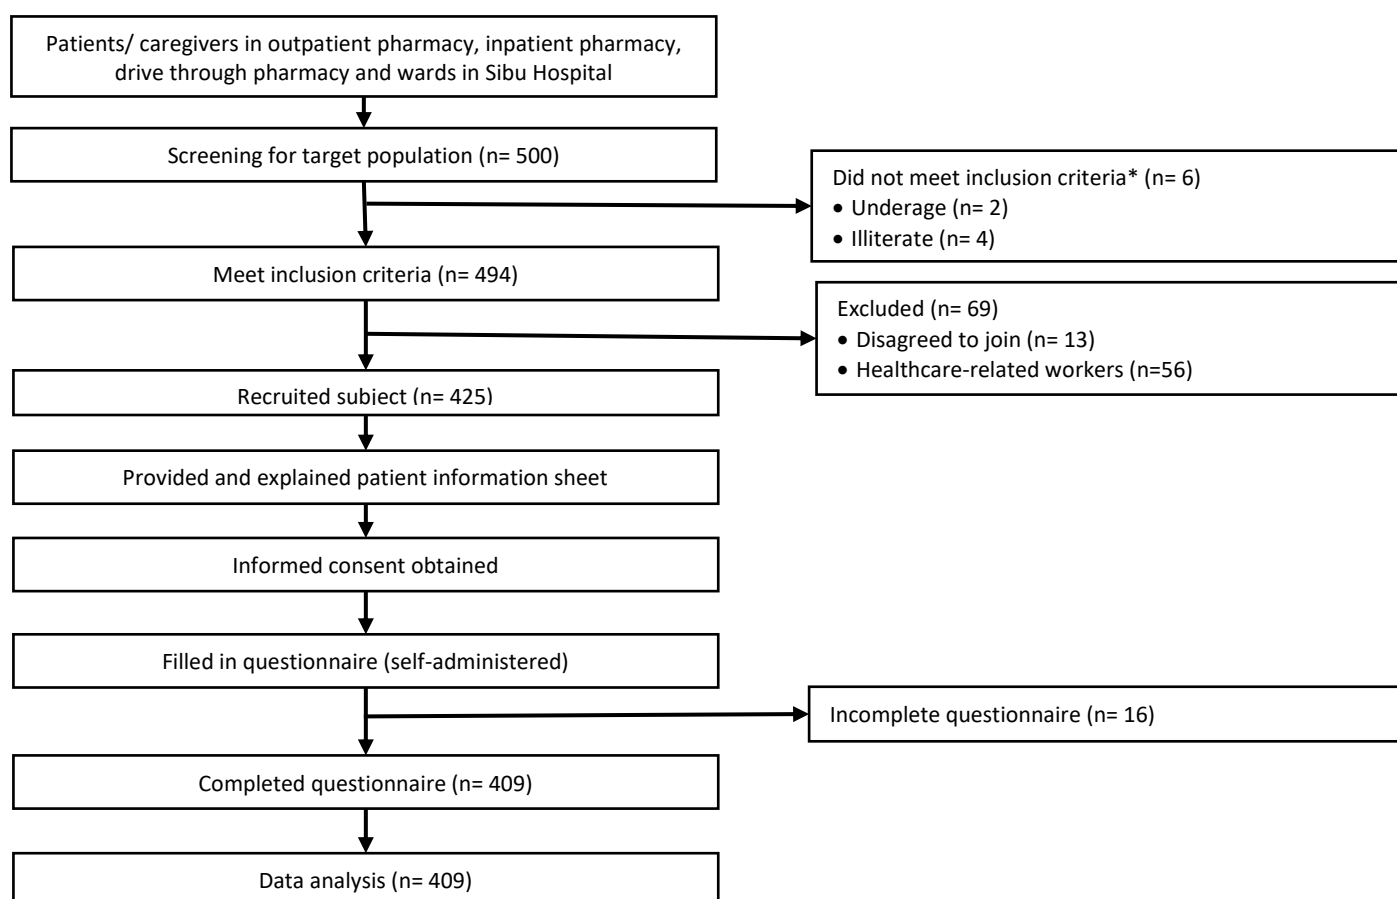 Patients/ caregivers in outpatient pharmacy, inpatient pharmacy,
drive through pharmacy and wards in Sibu Hospital
Screening for target population (n= 500)
Did not meet inclusion criteria* (n= 6)
• Underage (n= 2)
• Illiterate (n= 4)
Meet inclusion criteria (n= 494)
Excluded (n= 69)
• Disagreed to join (n= 13)
• Healthcare-related workers (n=56)
Recruited subject (n= 425)
Provided and explained patient information sheet
Informed consent obtained
Filled in questionnaire (self-administered)
Incomplete questionnaire (n= 16)
Completed questionnaire (n= 409)
Data analysis (n= 409)